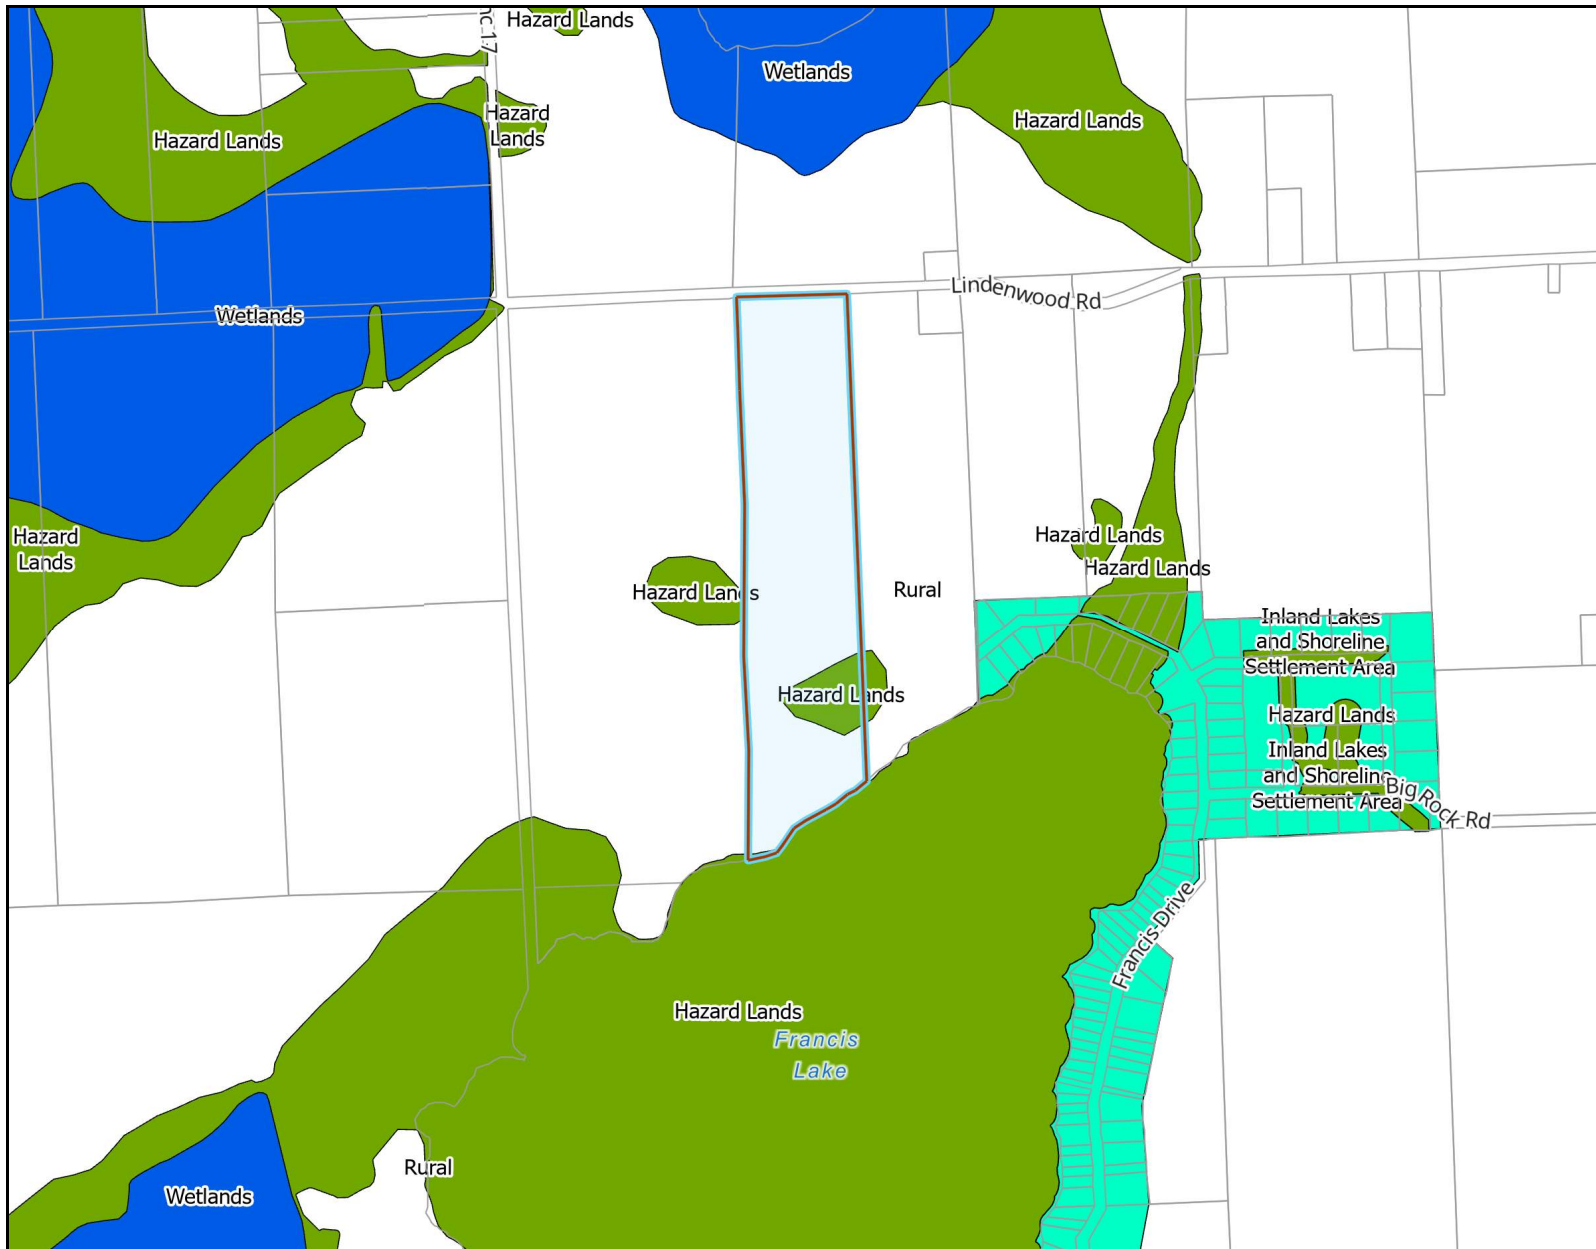 Hazard Lands
nc 17
Wetlands
Hazard
Lands
Hazard Lands
Hazard Lands
Lindenwood Rd
Wetlands
Hazard
Lands
Hazard Lands
Hazard Lands
Hazard Lands
Rural
Inland Lakes
and Shoreline
Settlement Area
Hazard Lands
Hazard Lands
Inland Lakes
and Shoreline
Settlement Area
Big Rock Rd
Francis Drive
Hazard Lands
Francis
Lake
Rural
Wetlands